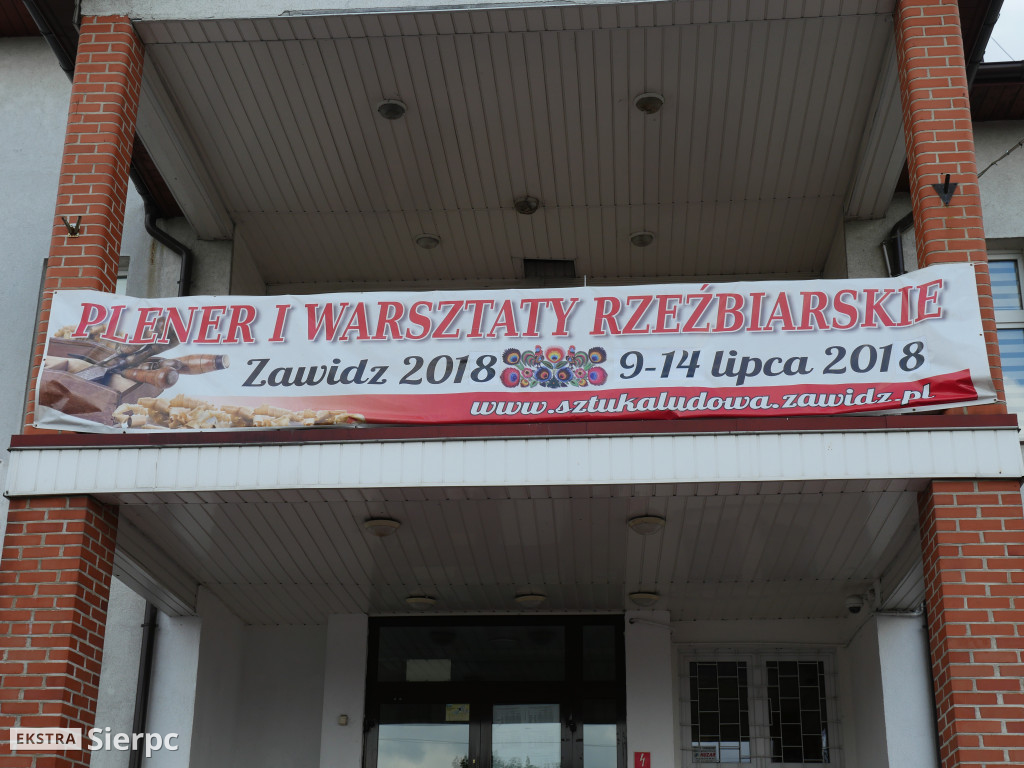 PLENER I WARSZTATY RZEŹBIARSKIE
Zawidz 2018 9-14 lipca 2018
www.sztukaludowa.zawidz.pl
EKSTRA Sierpc